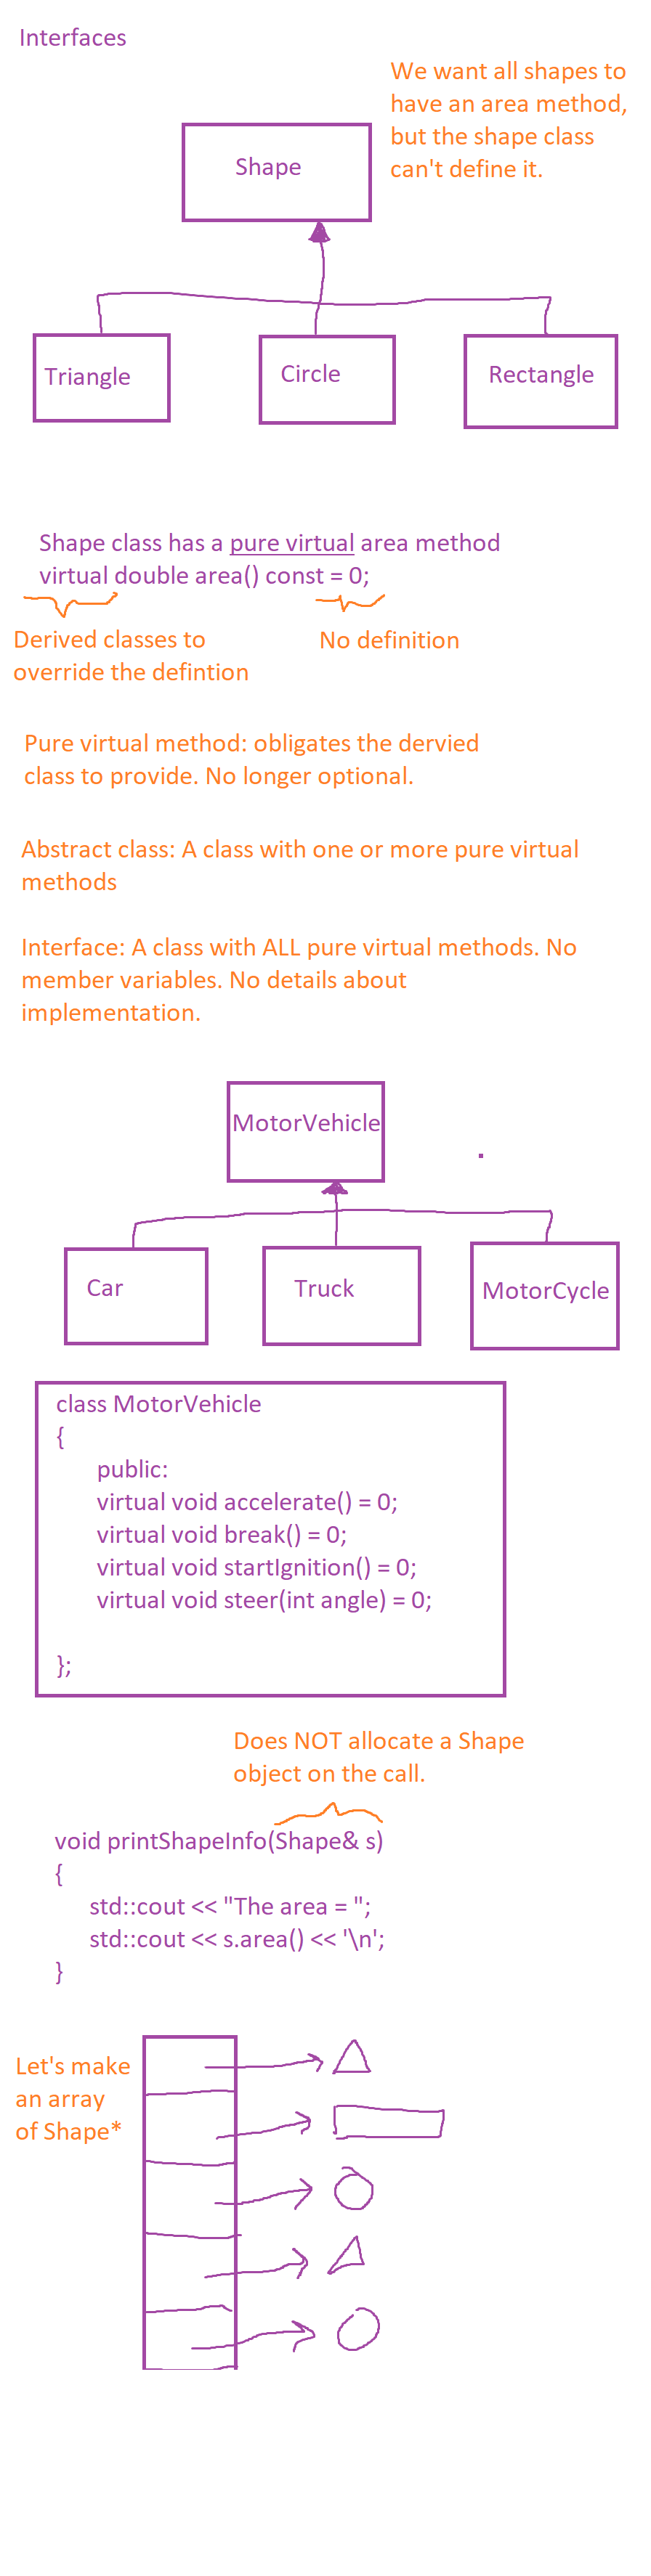 Interfaces
We want all shapes to
have an area method,
but the shape class
can't define it.
Shape
Triangle
Circle
Rectangle
Shape class has a pure virtual area method
virtual double area() const = 0;
Derived classes to
override the defintion
No definition
Pure virtual method: obligates the dervied
class to provide. No longer optional.
Abstract class: A class with one or more pure virtual
methods
Interface: A class with ALL pure virtual methods. No
member variables. No details about
implementation.
MotorVehicle
Car
Truck
MotorCycle
class MotorVehicle
{
public:
virtual void accelerate() = 0;
virtual void break() = 0;
virtual void startIgnition() = 0;
virtual void steer(int angle) = 0;
};
Does NOT allocate a Shape
object on the call.
void printShapeInfo(Shape& s)
{
std::cout << "The area = ";
std::cout << s.area() << '\n';
}
Let's make
an array
of Shape*